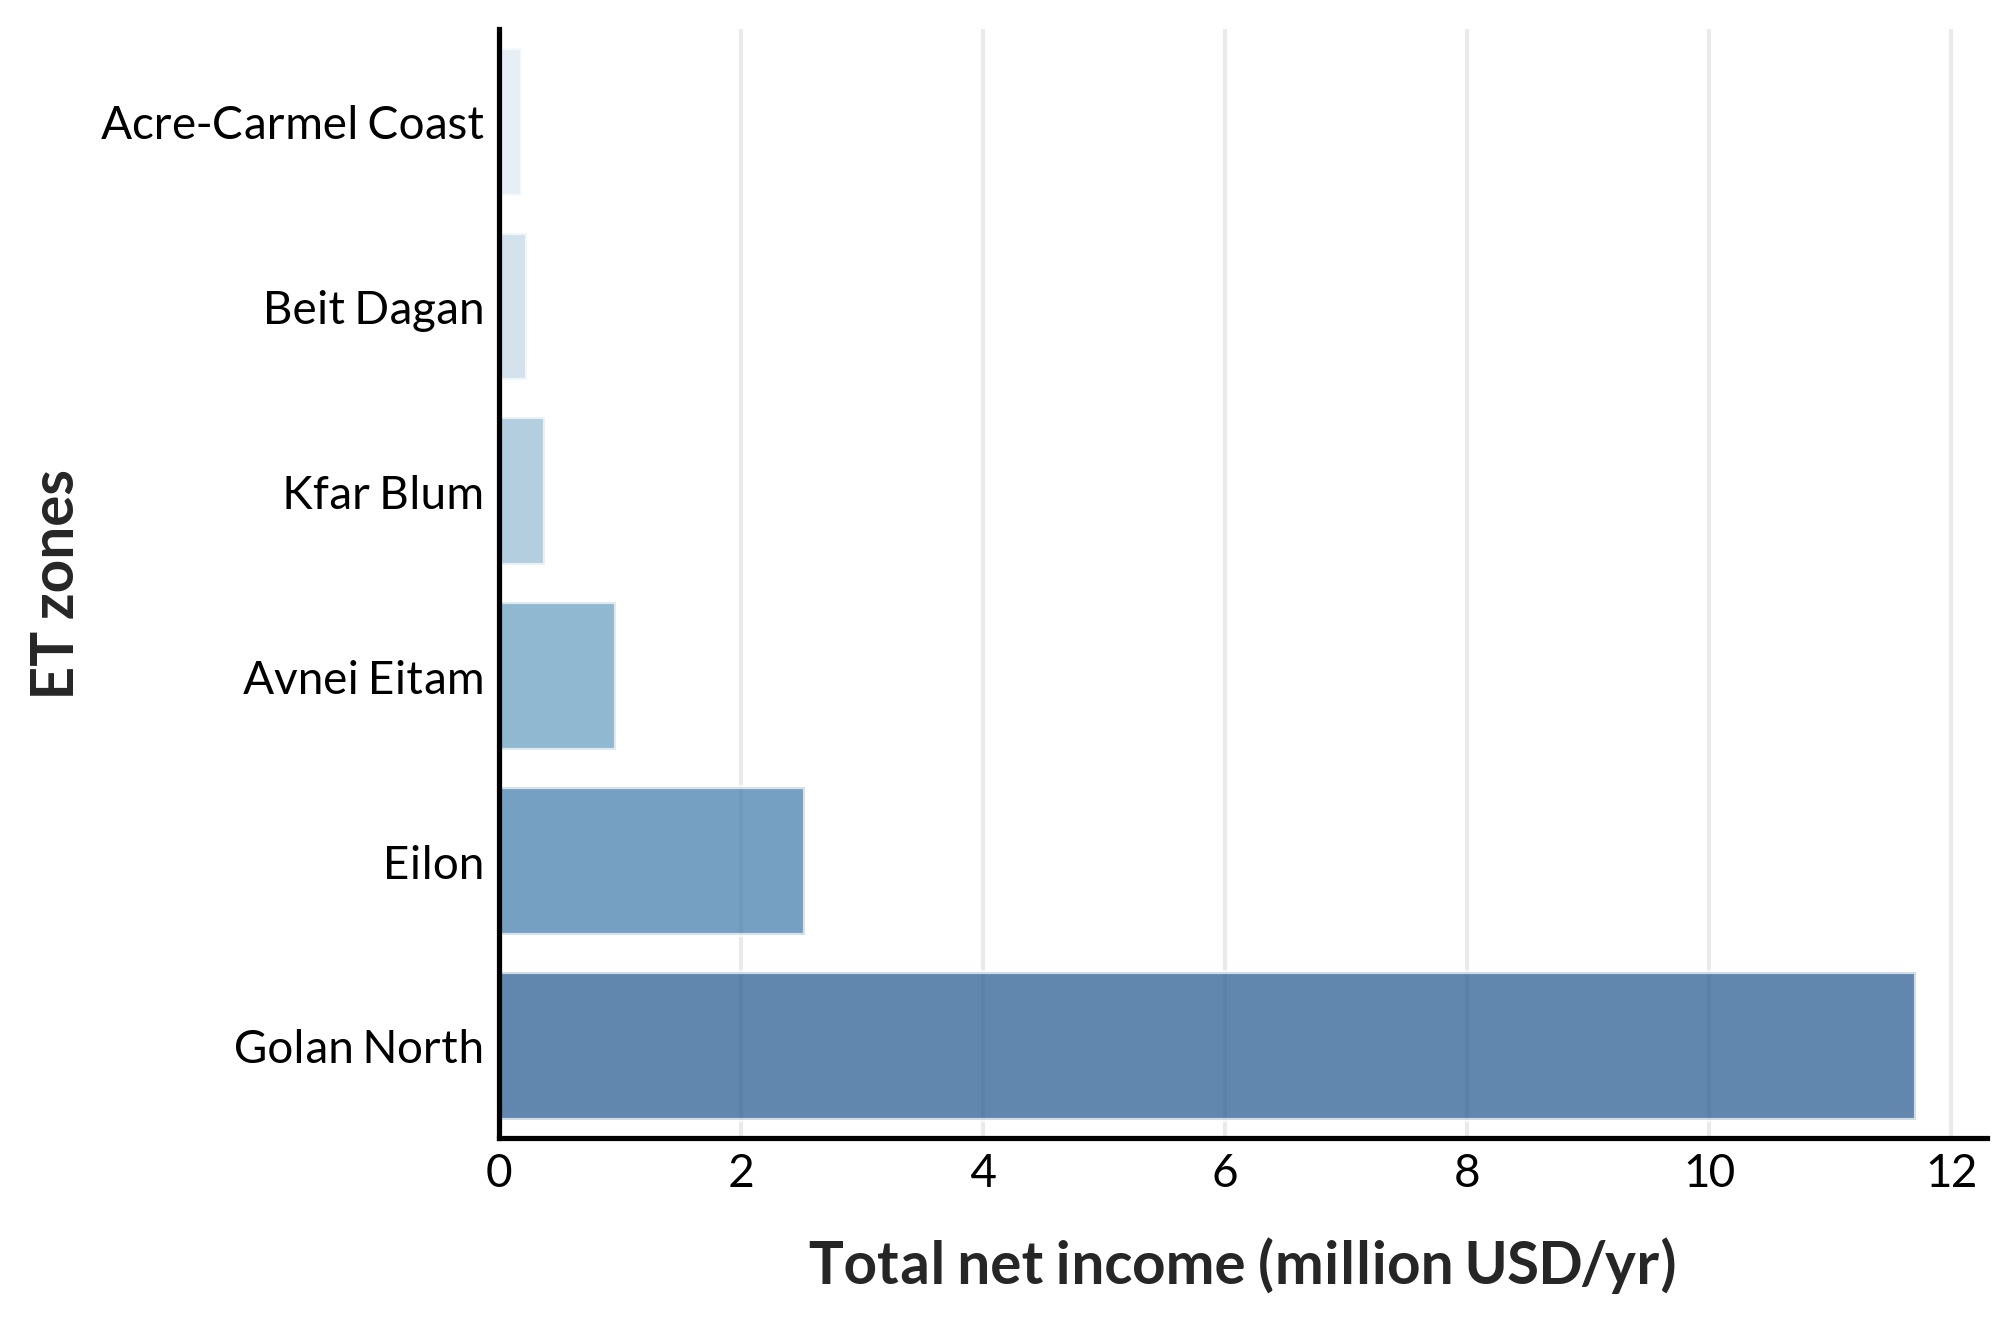 Acre-Carmel Coast
Beit Dagan
Kfar Blum
Avnei Eitam
Eilon
Golan North
ET zones
0 2 4 6 8 10 12
Total net income (million USD/yr)